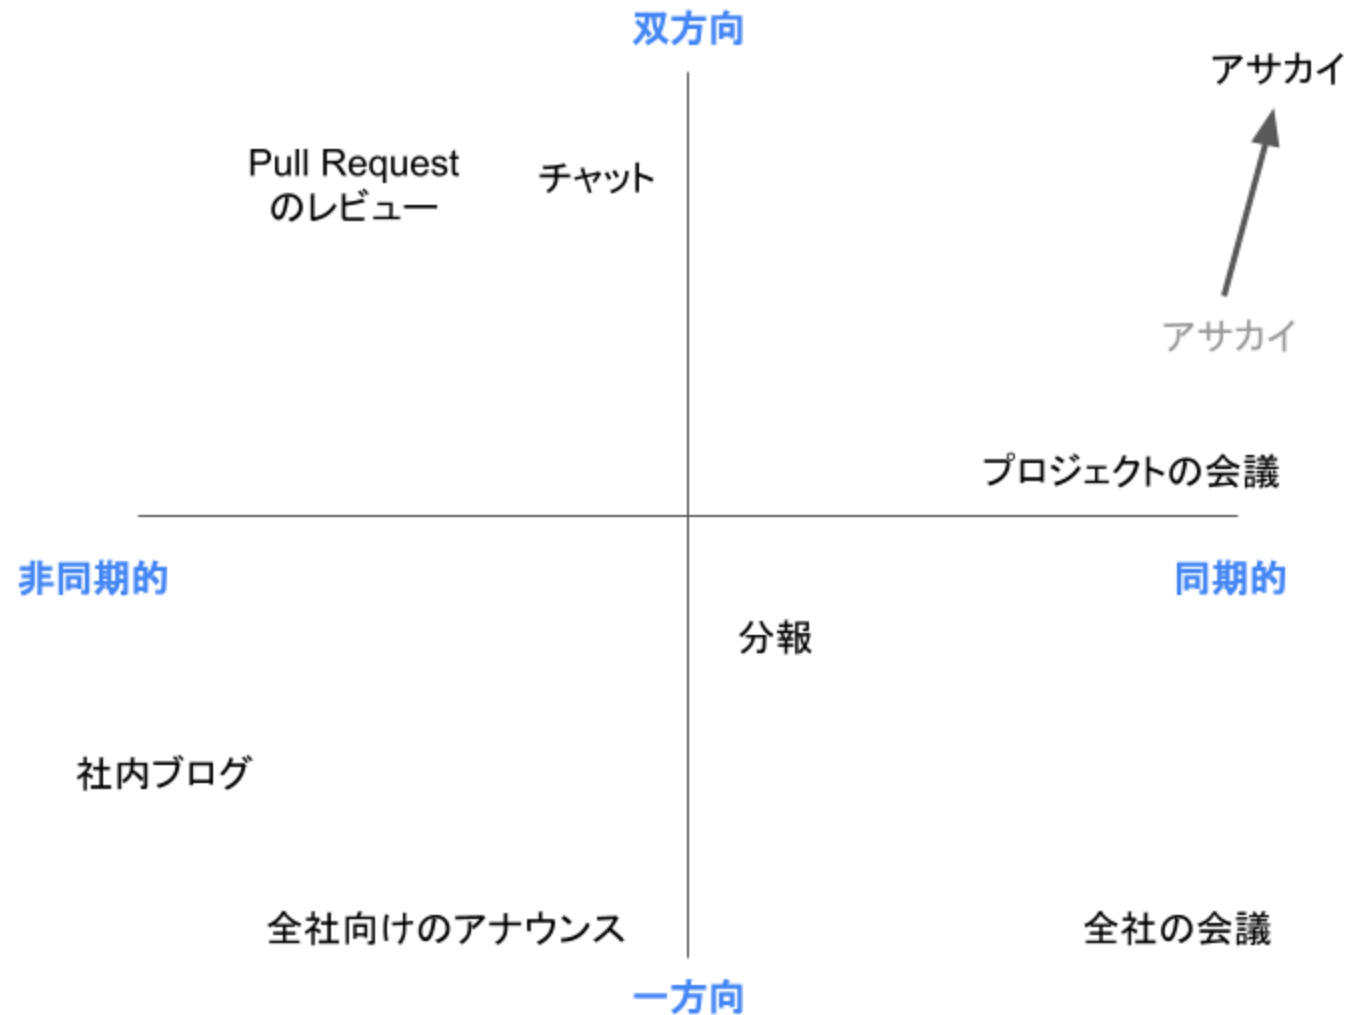 双方向
アサカイ
Pull Request
のレビュー
チャット
アサカイ
プロジェクトの会議
非同期的
同期的
分報
社内ブログ
全社向けのアナウンス
全社の会議
一方向